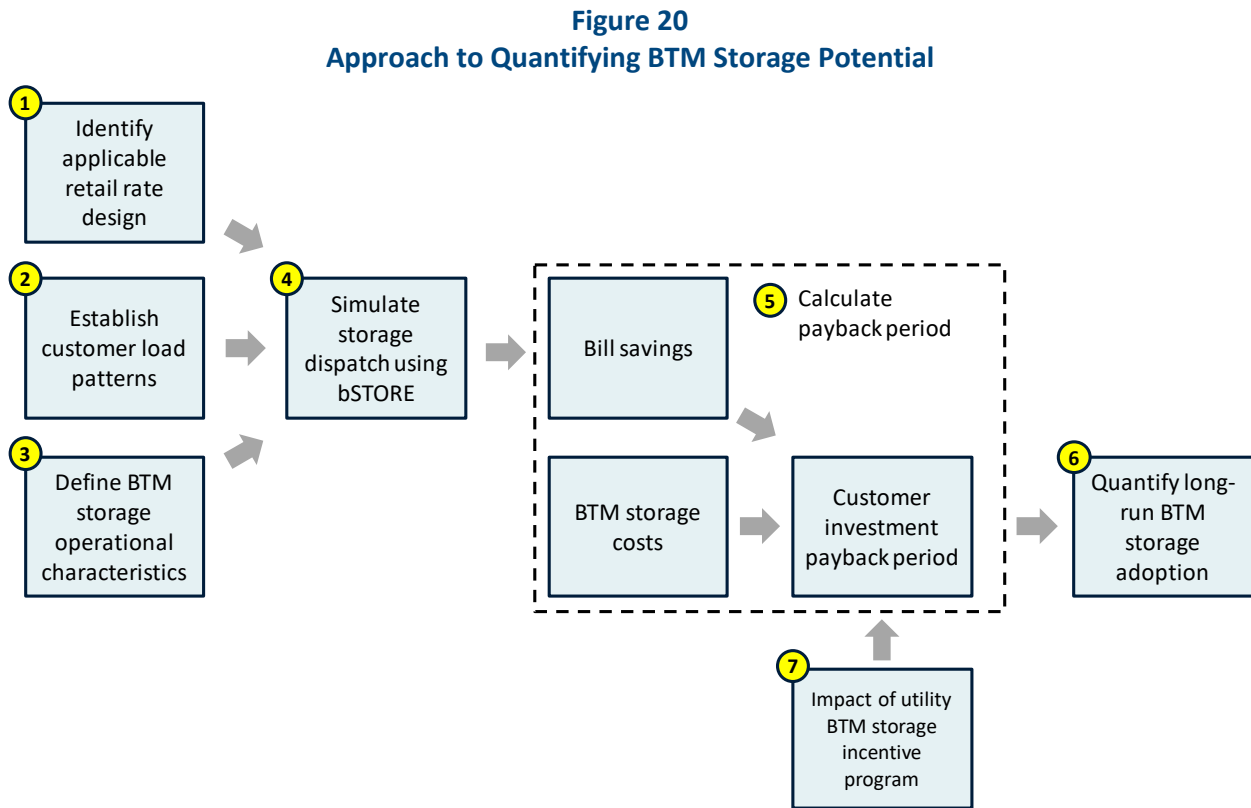 Figure 20
Approach to Quantifying BTM Storage Potential
1
Identify
applicable
retail rate
design
2
Establish
customer load
patterns
3
Define BTM
storage
operational
characteristics
4
Simulate
storage
dispatch using
bSTORE
5
Calculate
payback period
Bill savings
BTM storage
costs
Customer
investment
payback period
6
Quantify long-
run BTM
storage
adoption
7
Impact of utility
BTM storage
incentive
program